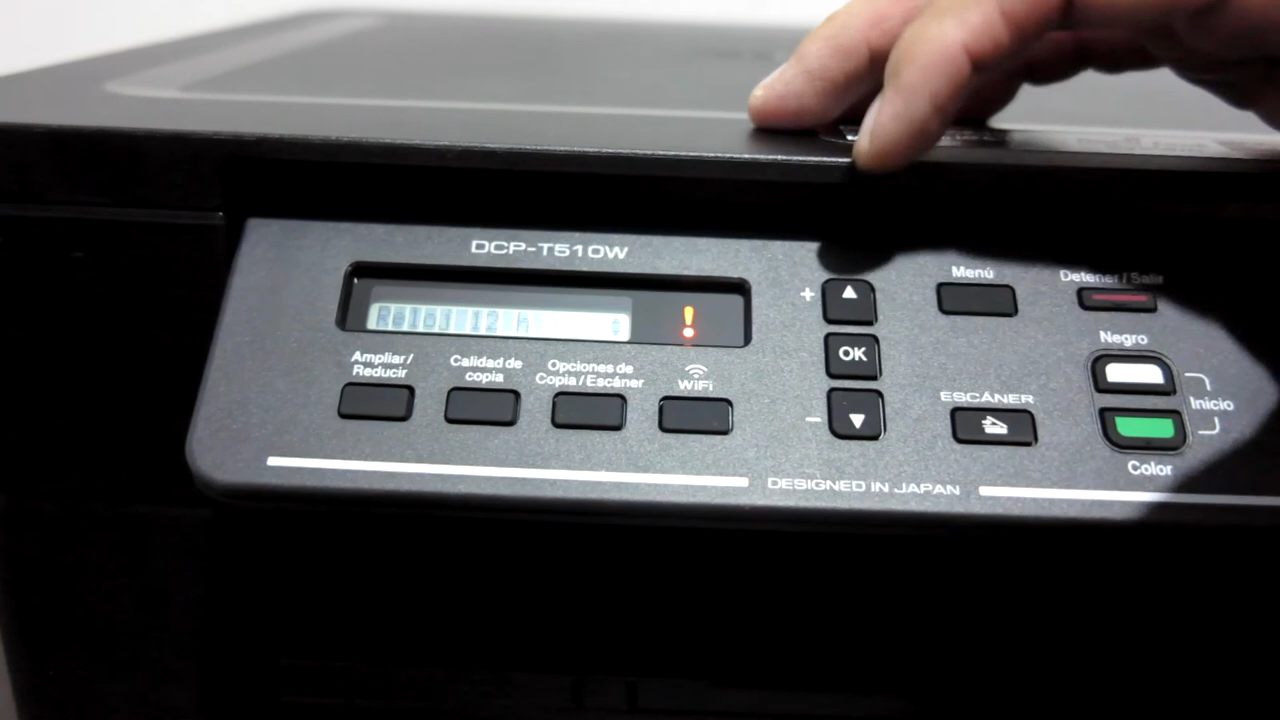 DCP-T510W
Reloj 12 h
Ampliar /
Reducir
Calidad de
copia
Opciones de
Copia / Escáner
WiFi
+
OK
-
Menú
Detener / Salir
ESCÁNER
Negro
Inicio
Color
DESIGNED IN JAPAN